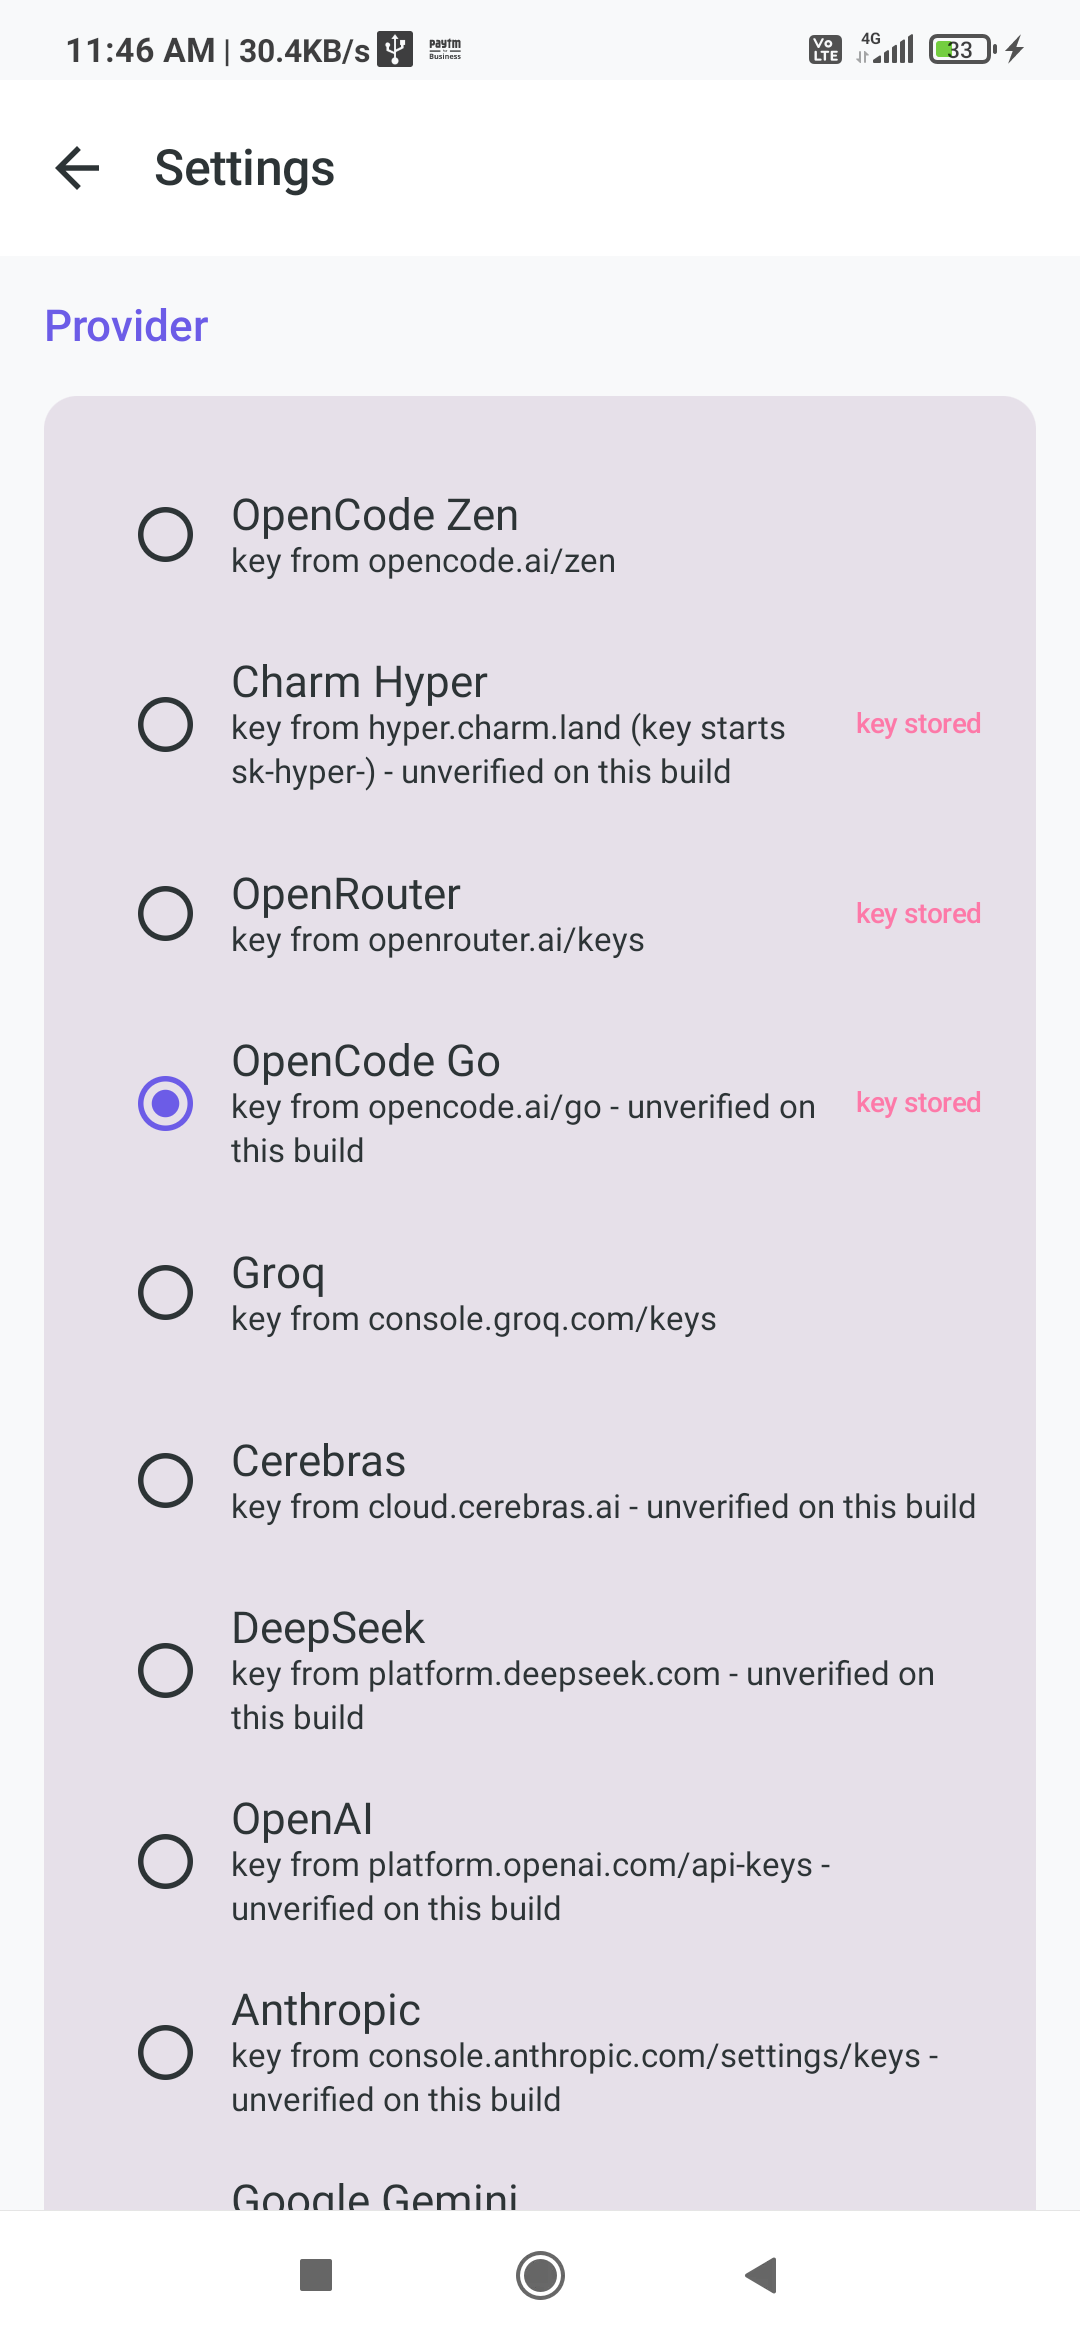 11:46 AM | 30.4KB/s Paytm Business Vo LTE 4G 33
Settings
Provider
OpenCode Zen
key from opencode.ai/zen
Charm Hyper
key from hyper.charm.land (key starts
sk-hyper-) - unverified on this build
key stored
OpenRouter
key from openrouter.ai/keys
key stored
OpenCode Go
key from opencode.ai/go - unverified on
this build
key stored
Groq
key from console.groq.com/keys
Cerebras
key from cloud.cerebras.ai - unverified on this build
DeepSeek
key from platform.deepseek.com - unverified on
this build
OpenAI
key from platform.openai.com/api-keys -
unverified on this build
Anthropic
key from console.anthropic.com/settings/keys -
unverified on this build
Google Gemini